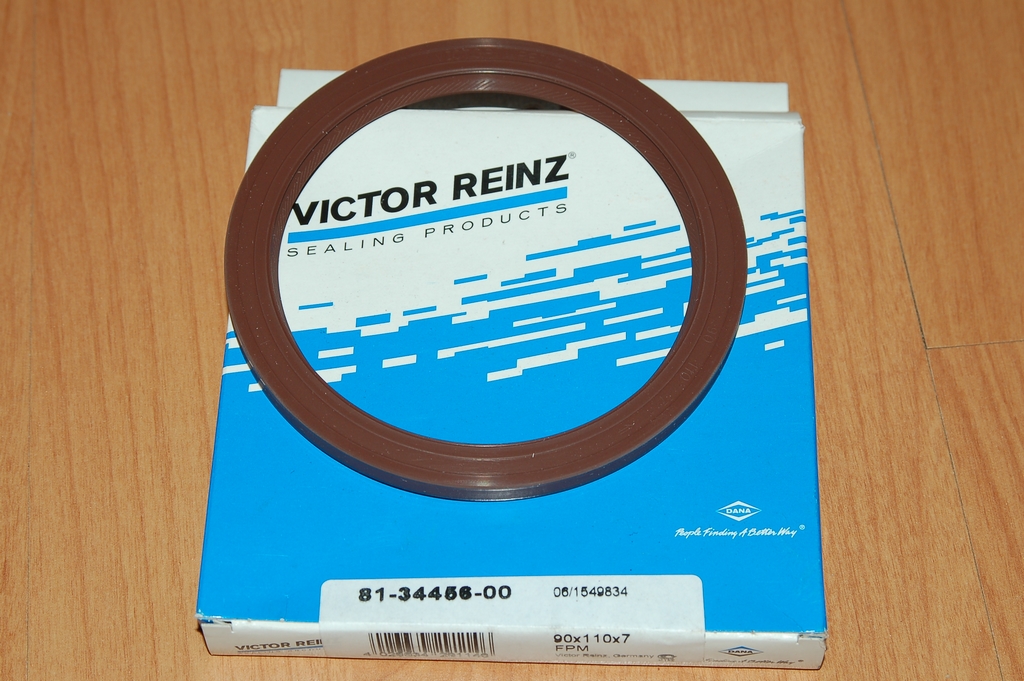 VICTOR REINZ®
SEALING PRODUCTS
DANA
People Finding A Better Way®
81-34456-00 06/1549834
VICTOR REI
90x110x7
FPM
Victor Reinz, Germany
DANA